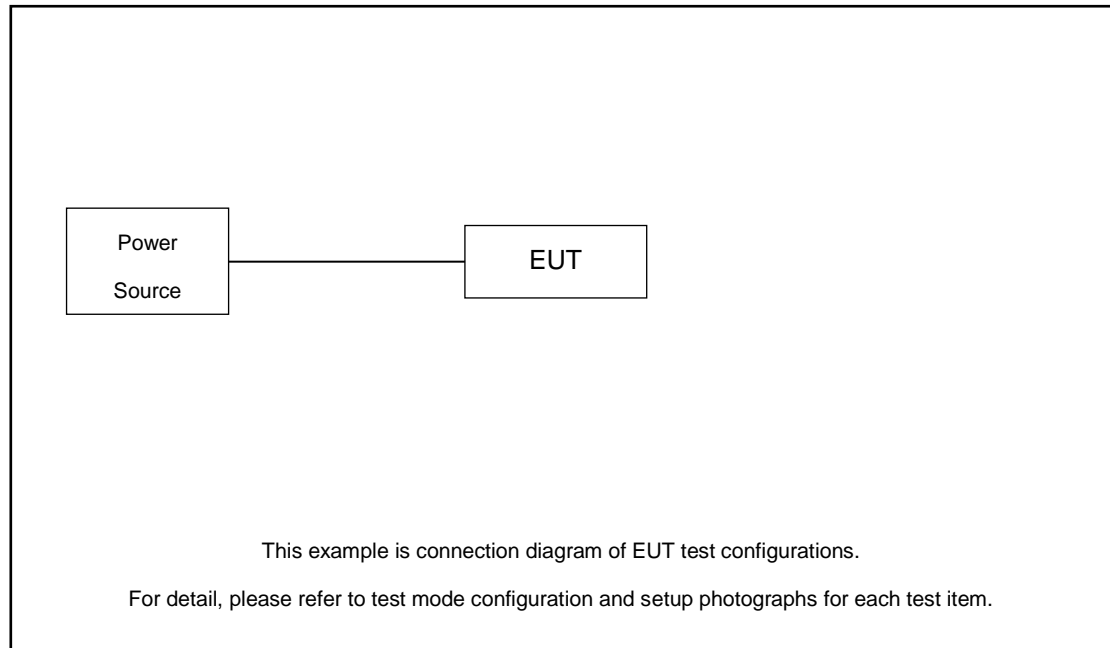 Power
Source
EUT
This example is connection diagram of EUT test configurations.
For detail, please refer to test mode configuration and setup photographs for each test item.